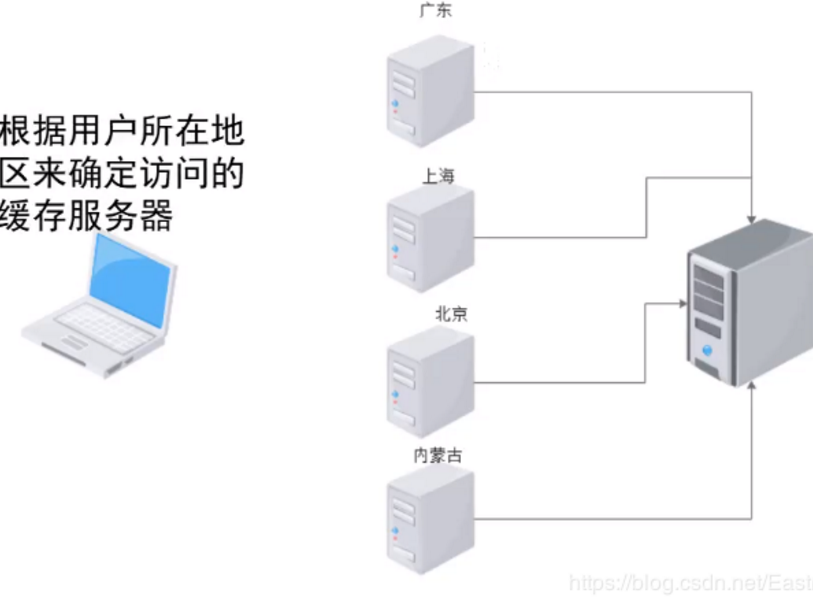 广东
根据用户所在地
区来确定访问的
缓存服务器
上海
北京
内蒙古
https://blog.csdn.net/East